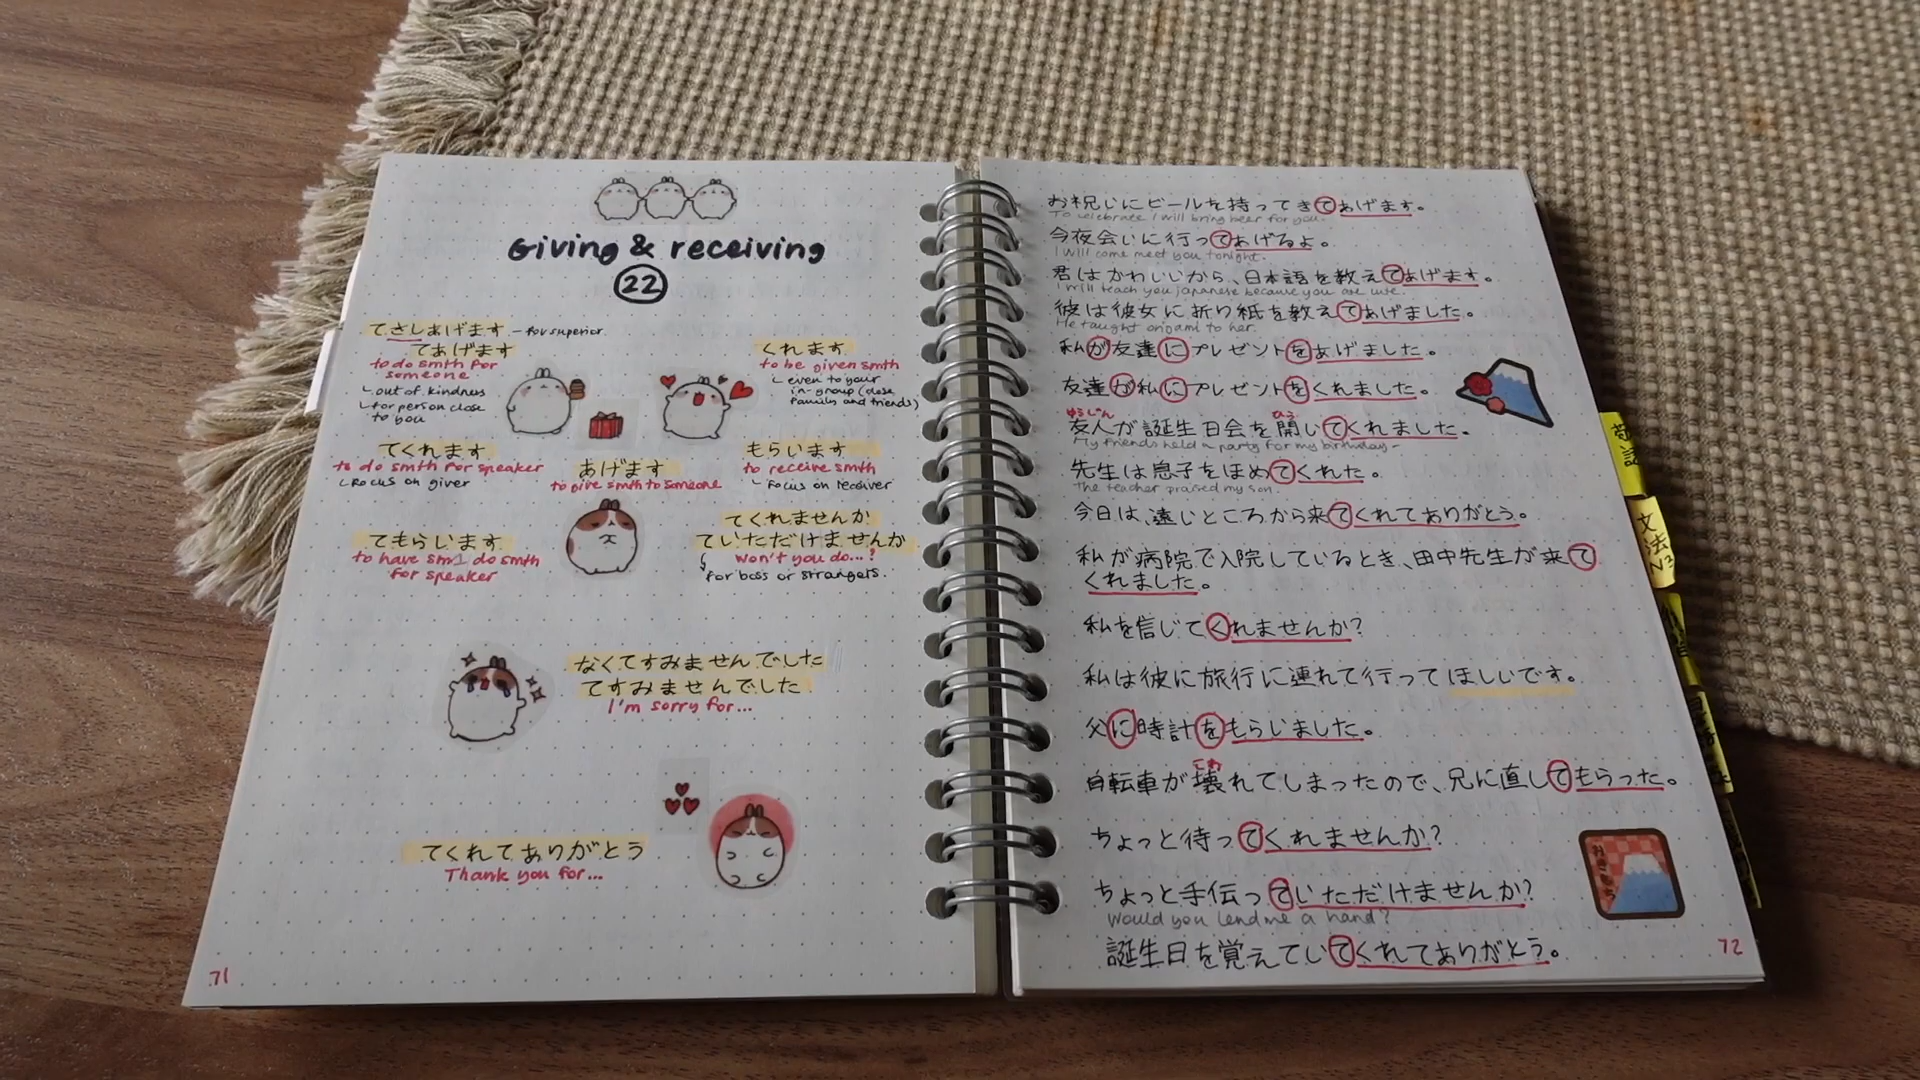 Giving & receiving
22
てさしあげます - for superior
てあげます
to do smth for
someone
out of kindness
for person close
to you
くれます
to be given smth
even to your
in-group (close
family and friends)
てくれます
to do smth for speaker
focus on giver
あげます
to give smth to someone
もらいます
to receive smth
focus on receiver
てもらいます
to have sm1 do smth
for speaker
てくれませんか
ていただけませんか
won't you do...?
for boss or strangers.
なくてすみませんでした
てすみませんでした
I'm sorry for...
てくれてありがとう
Thank you for...
71
お祝いにビールを持ってきてあげます。
To celebrate I will bring beer for you.
今夜会いに行ってあげるよ。
I will come meet you tonight.
君はかわいいから、日本語を教えてあげます。
I will teach you japanese because you are cute.
彼は彼女に折り紙を教えてあげました。
He taught origami to her.
私が友達にプレゼントをあげました。
友達が私にプレゼントをくれました。
ゆうじん ひら
友人が誕生日会を開いてくれました。
My friends held a party for my birthday
先生は息子をほめてくれた。
The teacher praised my son.
今日は、遠いところから来てくれてありがとう。
私が病院で入院しているとき、田中先生が来て
くれました。
私を信じてくれませんか?
私は彼に旅行に連れて行ってほしいです。
父に時計をもらいました。
こわ
自転車が壊れてしまったので、兄に直してもらった。
ちょっと待ってくれませんか?
ちょっと手伝っていただけませんか?
Would you lend me a hand?
誕生日を覚えていてくれてありがとう。
72
敬語
文法N3